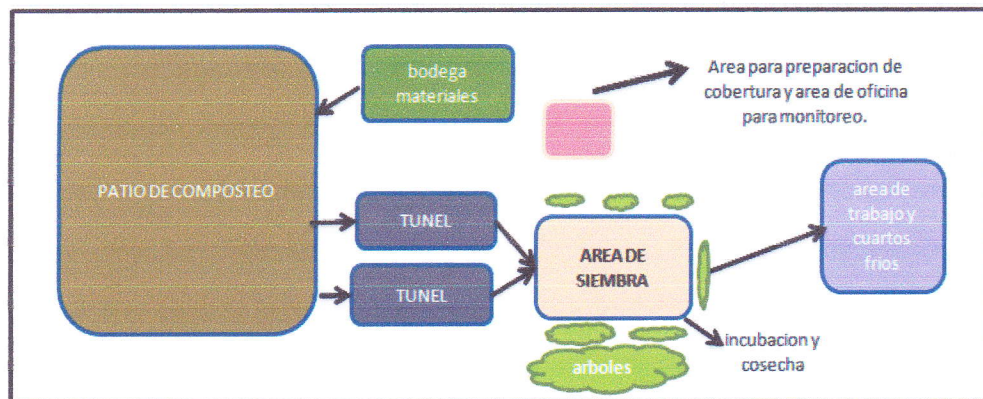 bodega
materiales
Area para preparacion de
cobertura y area de oficina
para monitoreo.
PATIO DE COMPOSTEO
TUNEL
TUNEL
AREA DE
SIEMBRA
area de
trabajo y
cuartos
frios
incubacion y
cosecha
arboles